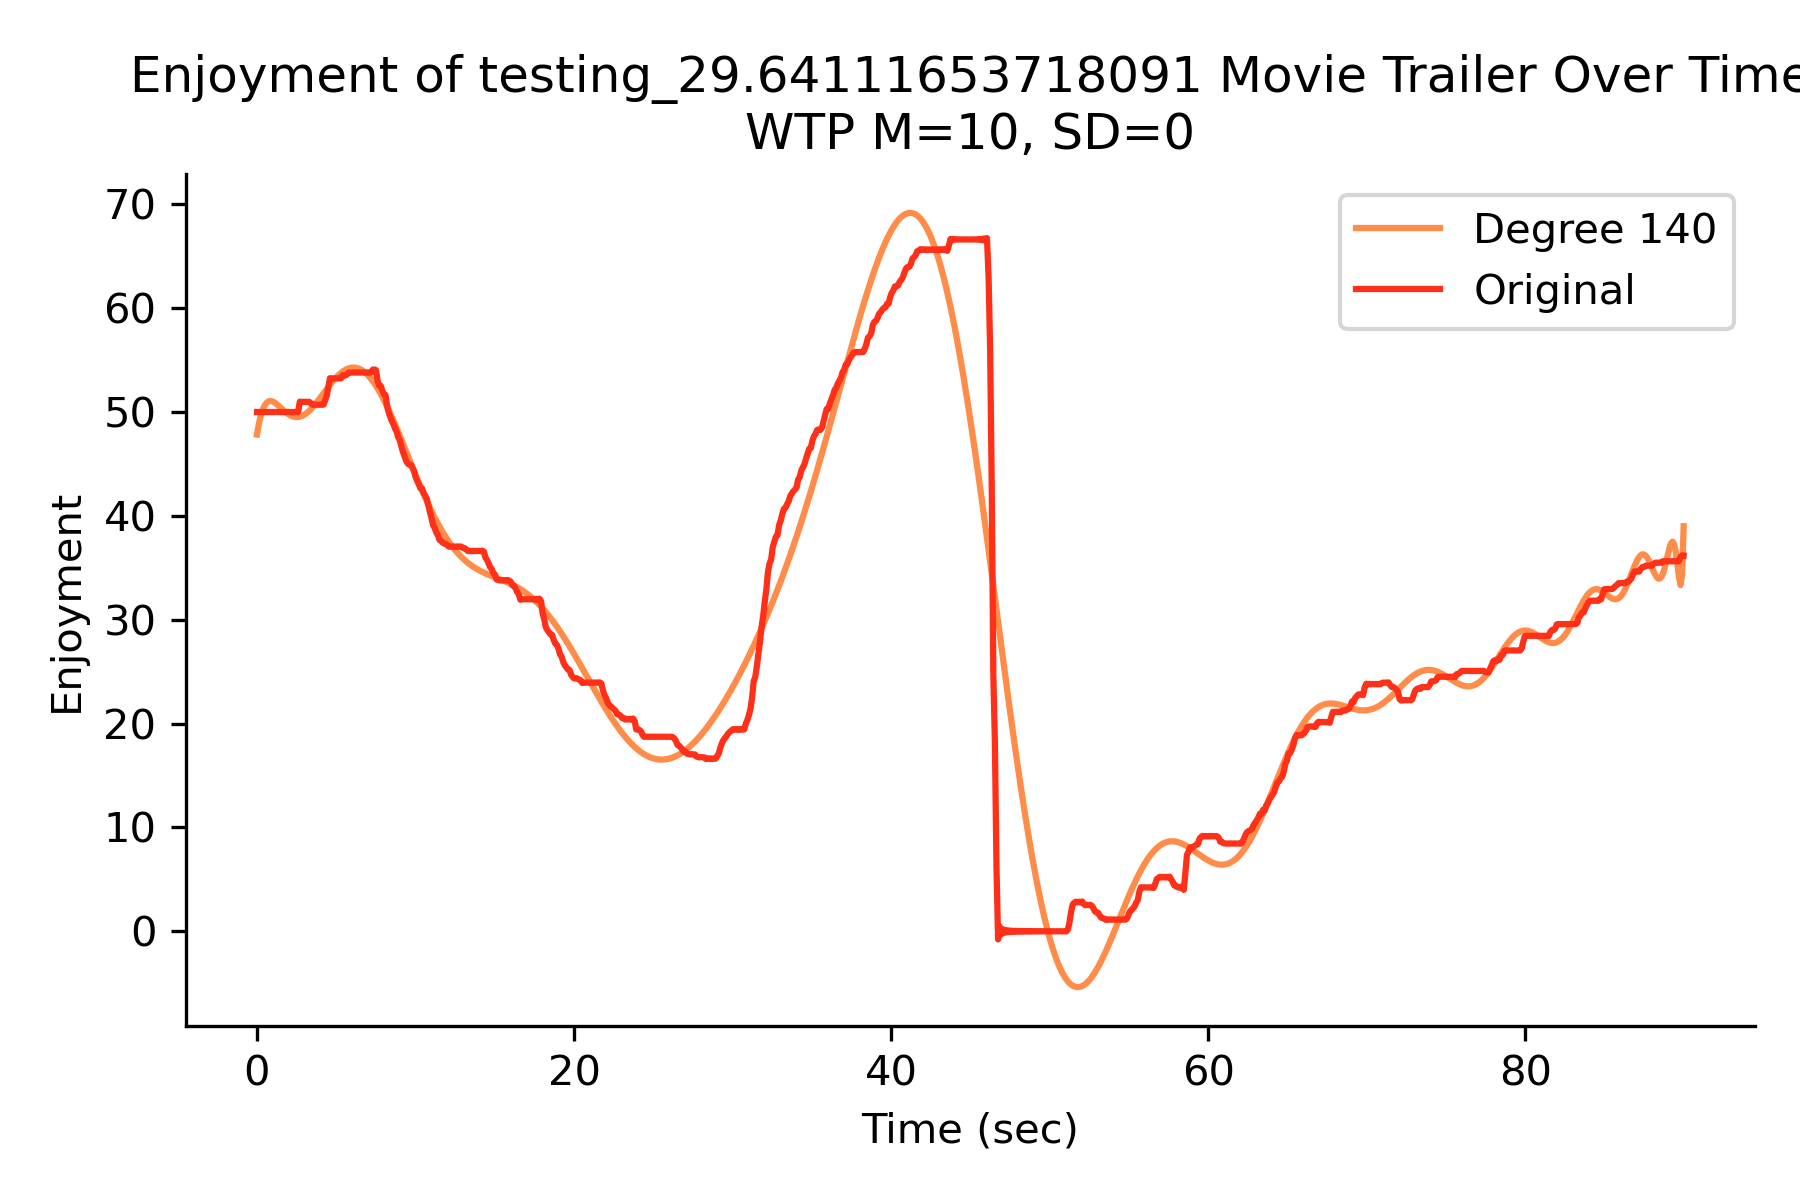 Enjoyment of testing_29.64111653718091 Movie Trailer Over Time
WTP M=10, SD=0
70
60
50
40
30
20
10
0
Enjoyment
Degree 140
Original
0
20
40
60
80
Time (sec)